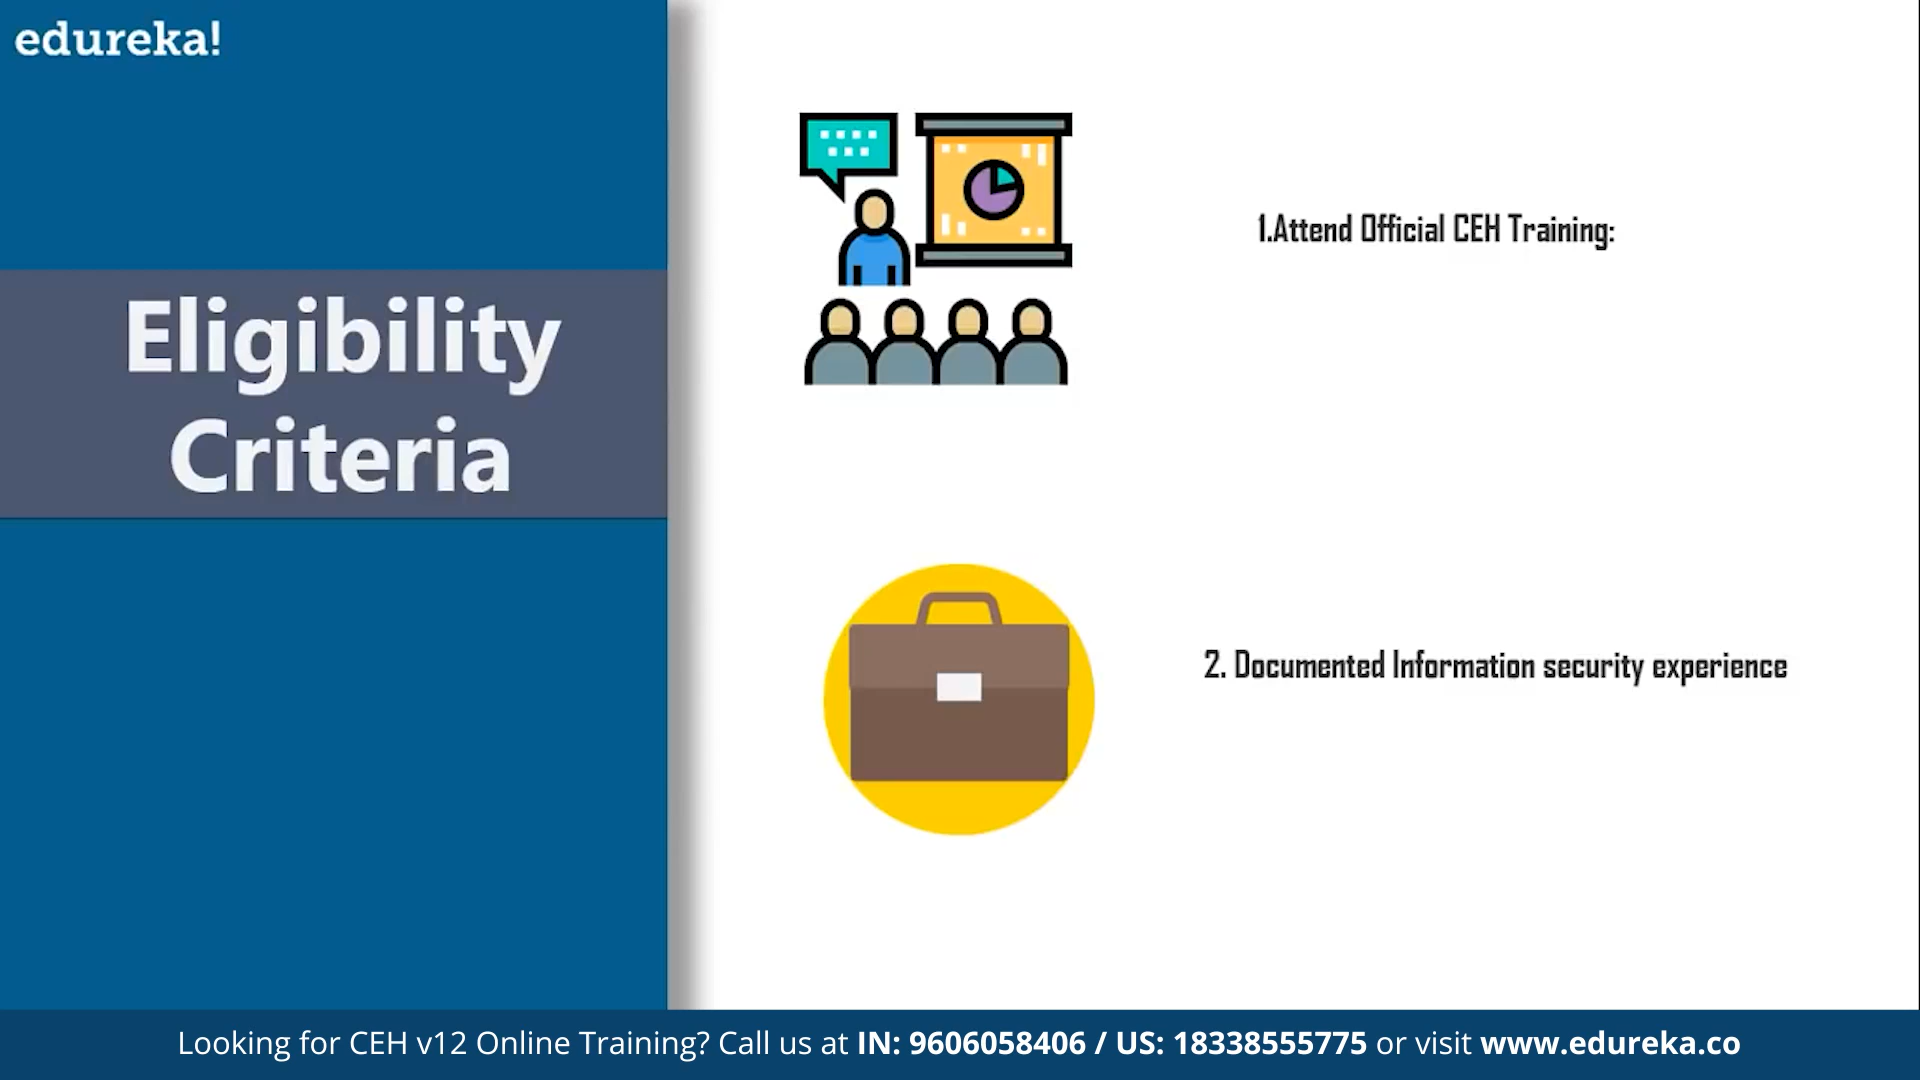 edureka!
Eligibility
Criteria
1.Attend Official CEH Training:
2. Documented Information security experience
Looking for CEH v12 Online Training? Call us at IN: 9606058406 / US: 18338555775 or visit www.edureka.co